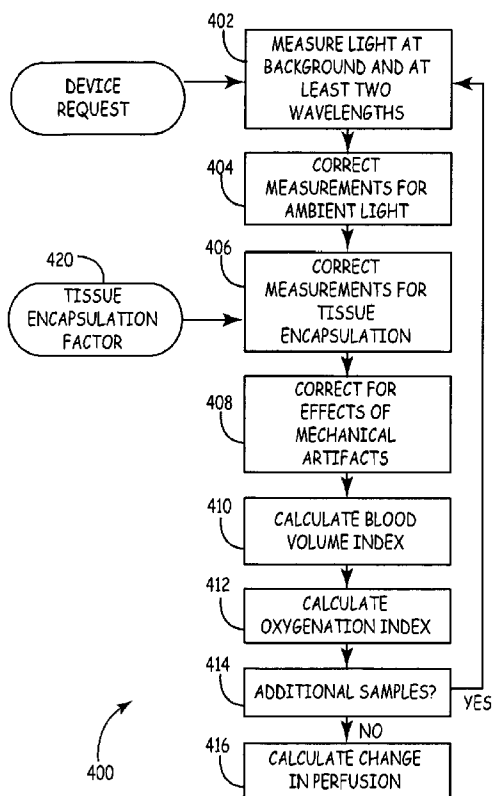 402
MEASURE LIGHT AT
BACKGROUND AND AT
LEAST TWO
WAVELENGTHS
DEVICE
REQUEST
404
CORRECT
MEASUREMENTS FOR
AMBIENT LIGHT
406
CORRECT
MEASUREMENTS FOR
TISSUE
ENCAPSULATION
420
TISSUE
ENCAPSULATION
FACTOR
408
CORRECT FOR
EFFECTS OF
MECHANICAL
ARTIFACTS
410
CALCULATE BLOOD
VOLUME INDEX
412
CALCULATE
OXYGENATION INDEX
414
ADDITIONAL SAMPLES?
YES
NO
416
CALCULATE CHANGE
IN PERFUSION
400